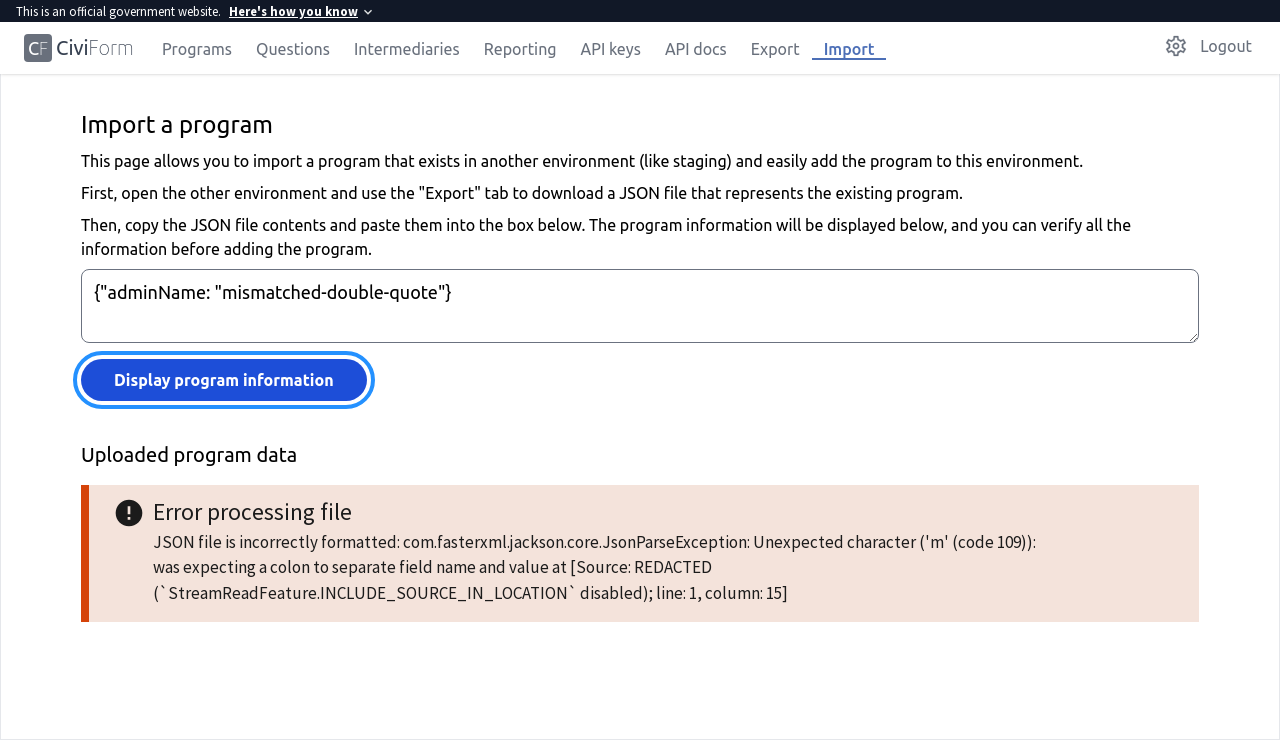 This is an official government website. Here's how you know
CF CiviForm Programs Questions Intermediaries Reporting API keys API docs Export Import Logout
Import a program
This page allows you to import a program that exists in another environment (like staging) and easily add the program to this environment.
First, open the other environment and use the "Export" tab to download a JSON file that represents the existing program.
Then, copy the JSON file contents and paste them into the box below. The program information will be displayed below, and you can verify all the
information before adding the program.
{"adminName: "mismatched-double-quote"}
Display program information
Uploaded program data
Error processing file
JSON file is incorrectly formatted: com.fasterxml.jackson.core.JsonParseException: Unexpected character ('m' (code 109)):
was expecting a colon to separate field name and value at [Source: REDACTED
(`StreamReadFeature.INCLUDE_SOURCE_IN_LOCATION` disabled); line: 1, column: 15]